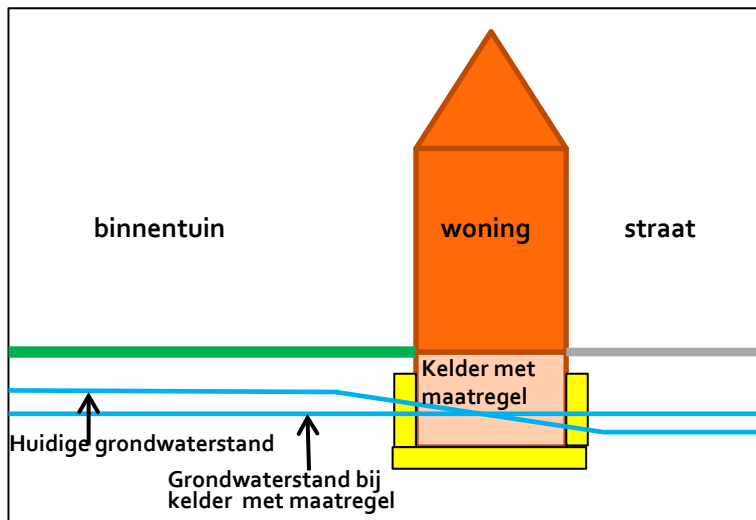 binnentuin
woning
straat
Kelder met
maatregel
Huidige grondwaterstand
Grondwaterstand bij
kelder met maatregel